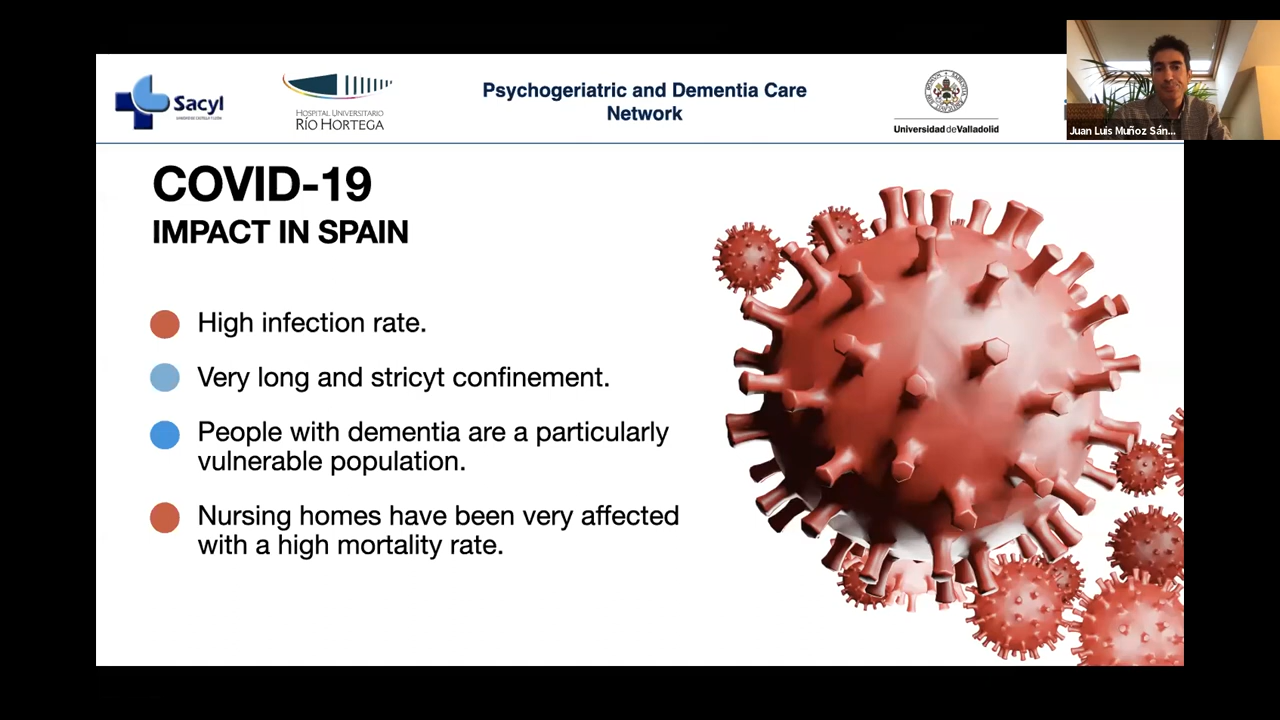 Sacyl
HOSPITAL UNIVERSITARIO
RÍO HORTEGA
Psychogeriatric and Dementia Care
Network
Universidad de Valladolid
Juan Luis Muñoz Sán...
COVID-19
IMPACT IN SPAIN
High infection rate.
Very long and stricyt confinement.
People with dementia are a particularly
vulnerable population.
Nursing homes have been very affected
with a high mortality rate.